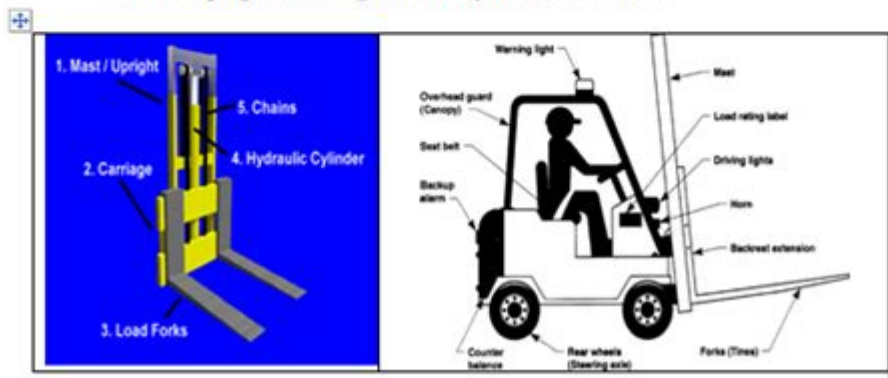 1. Mast / Upright
5. Chains
4. Hydraulic Cylinder
2. Carriage
3. Load Forks
Warning light
Overhead guard
(Canopy)
Seat belt
Backup
alarm
Mast
Load rating label
Driving lights
Horn
Backrest extension
Counter
balance
Rear wheels
(Steering axle)
Forks (Tines)